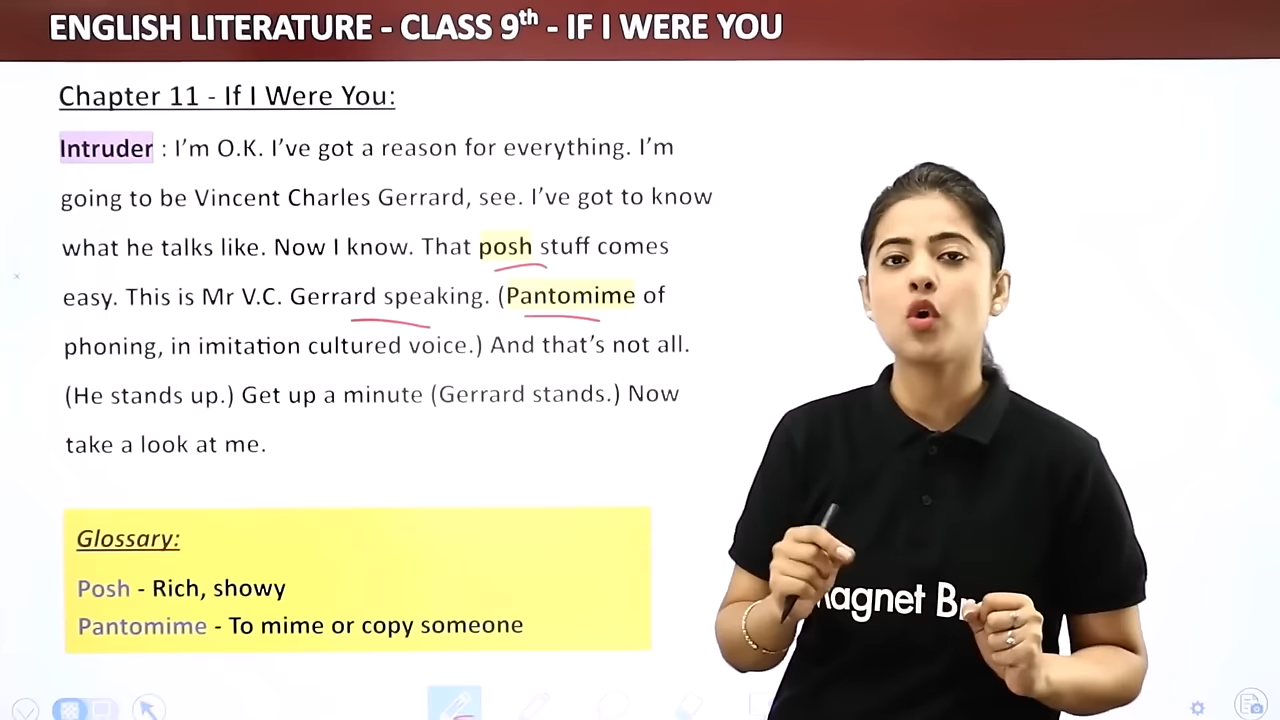 ENGLISH LITERATURE - CLASS 9th - IF I WERE YOU
Chapter 11 - If I Were You:
Intruder : I'm O.K. I've got a reason for everything. I'm
going to be Vincent Charles Gerrard, see. I've got to know
what he talks like. Now I know. That posh stuff comes
easy. This is Mr V.C. Gerrard speaking. (Pantomime of
phoning, in imitation cultured voice.) And that's not all.
(He stands up.) Get up a minute (Gerrard stands.) Now
take a look at me.
Glossary:
Posh - Rich, showy
Pantomime - To mime or copy someone